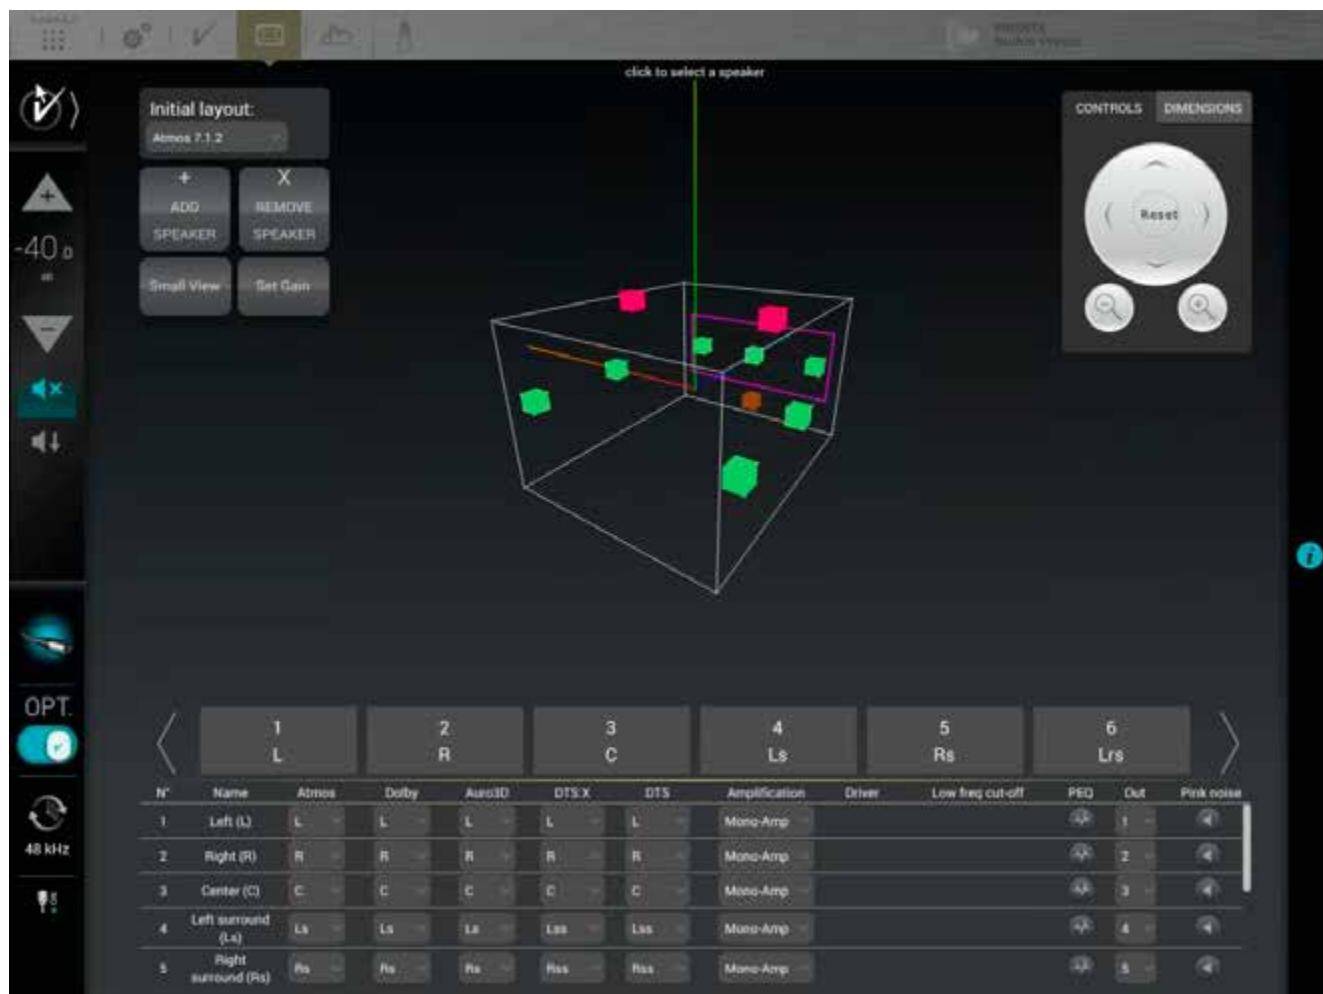 click to select a speaker
Initial layout:
Atmos 7.1.2
+
ADD
SPEAKER
X
REMOVE
SPEAKER
Small View
Set Gain
CONTROLS
DIMENSIONS
Reset
-40.0
OPT.
48 kHz
1
L
2
R
3
C
4
Ls
5
Rs
6
Lrs
N° Name Atmos Dolby Auro3D DTS:X DTS Amplification Driver Low freq cut-off PEQ Out Pink noise
1 Left (L) L L L L L Mono-Amp 1
2 Right (R) R R R R R Mono-Amp 2
3 Center (C) C C C C C Mono-Amp 3
4 Left surround (Ls) Ls Ls Ls Lss Lss Mono-Amp 4
5 Right surround (Rs) Rs Rs Rs Rss Rss Mono-Amp 5